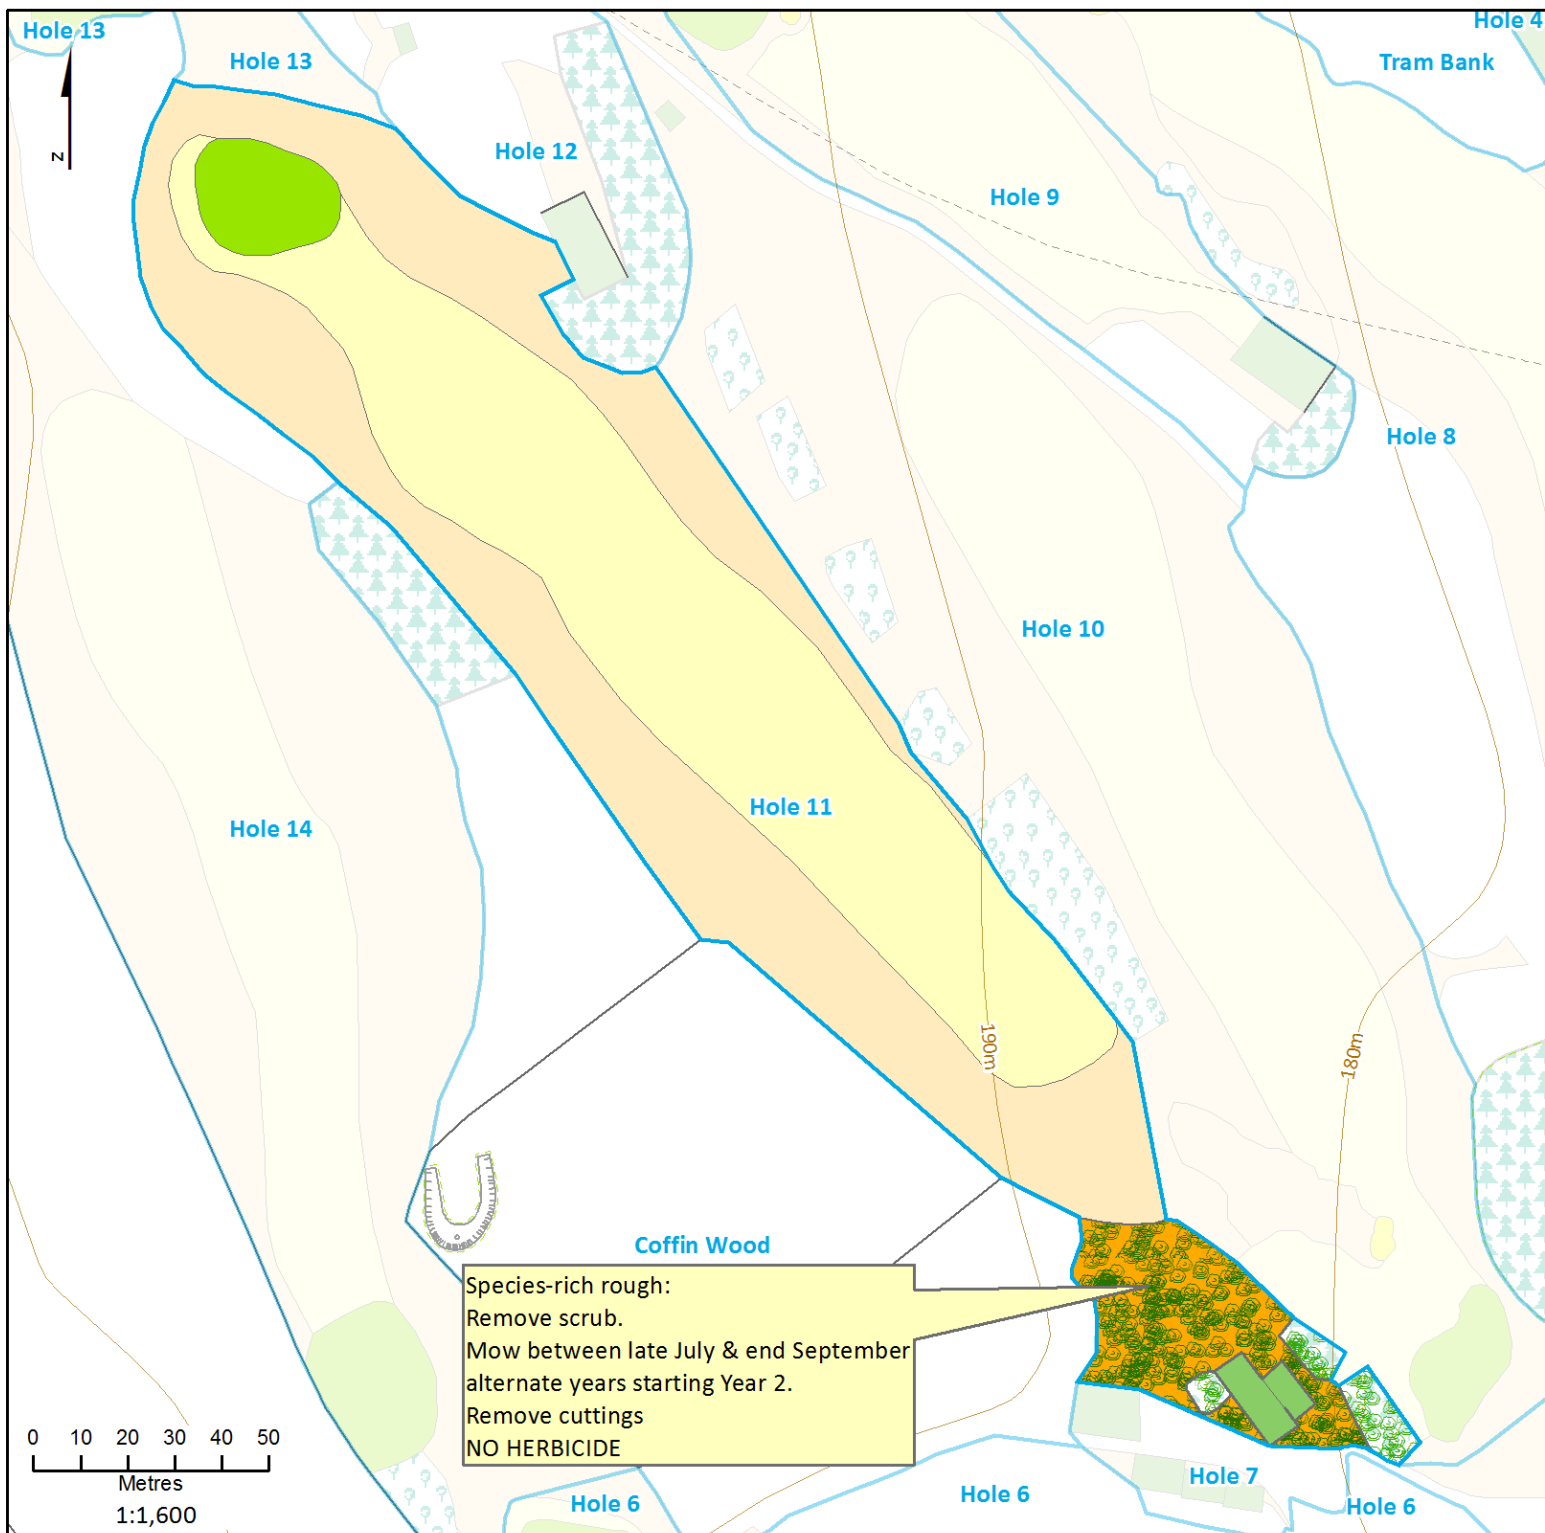 Hole 13
Hole 4
Hole 13
Tram Bank
N
Hole 12
Hole 9
Hole 8
Hole 10
Hole 11
Hole 14
190m
180m
Coffin Wood
Species-rich rough:
Remove scrub.
Mow between late July & end September
alternate years starting Year 2.
Remove cuttings
NO HERBICIDE
0 10 20 30 40 50
Metres
1:1,600
Hole 7
Hole 6
Hole 6
Hole 6